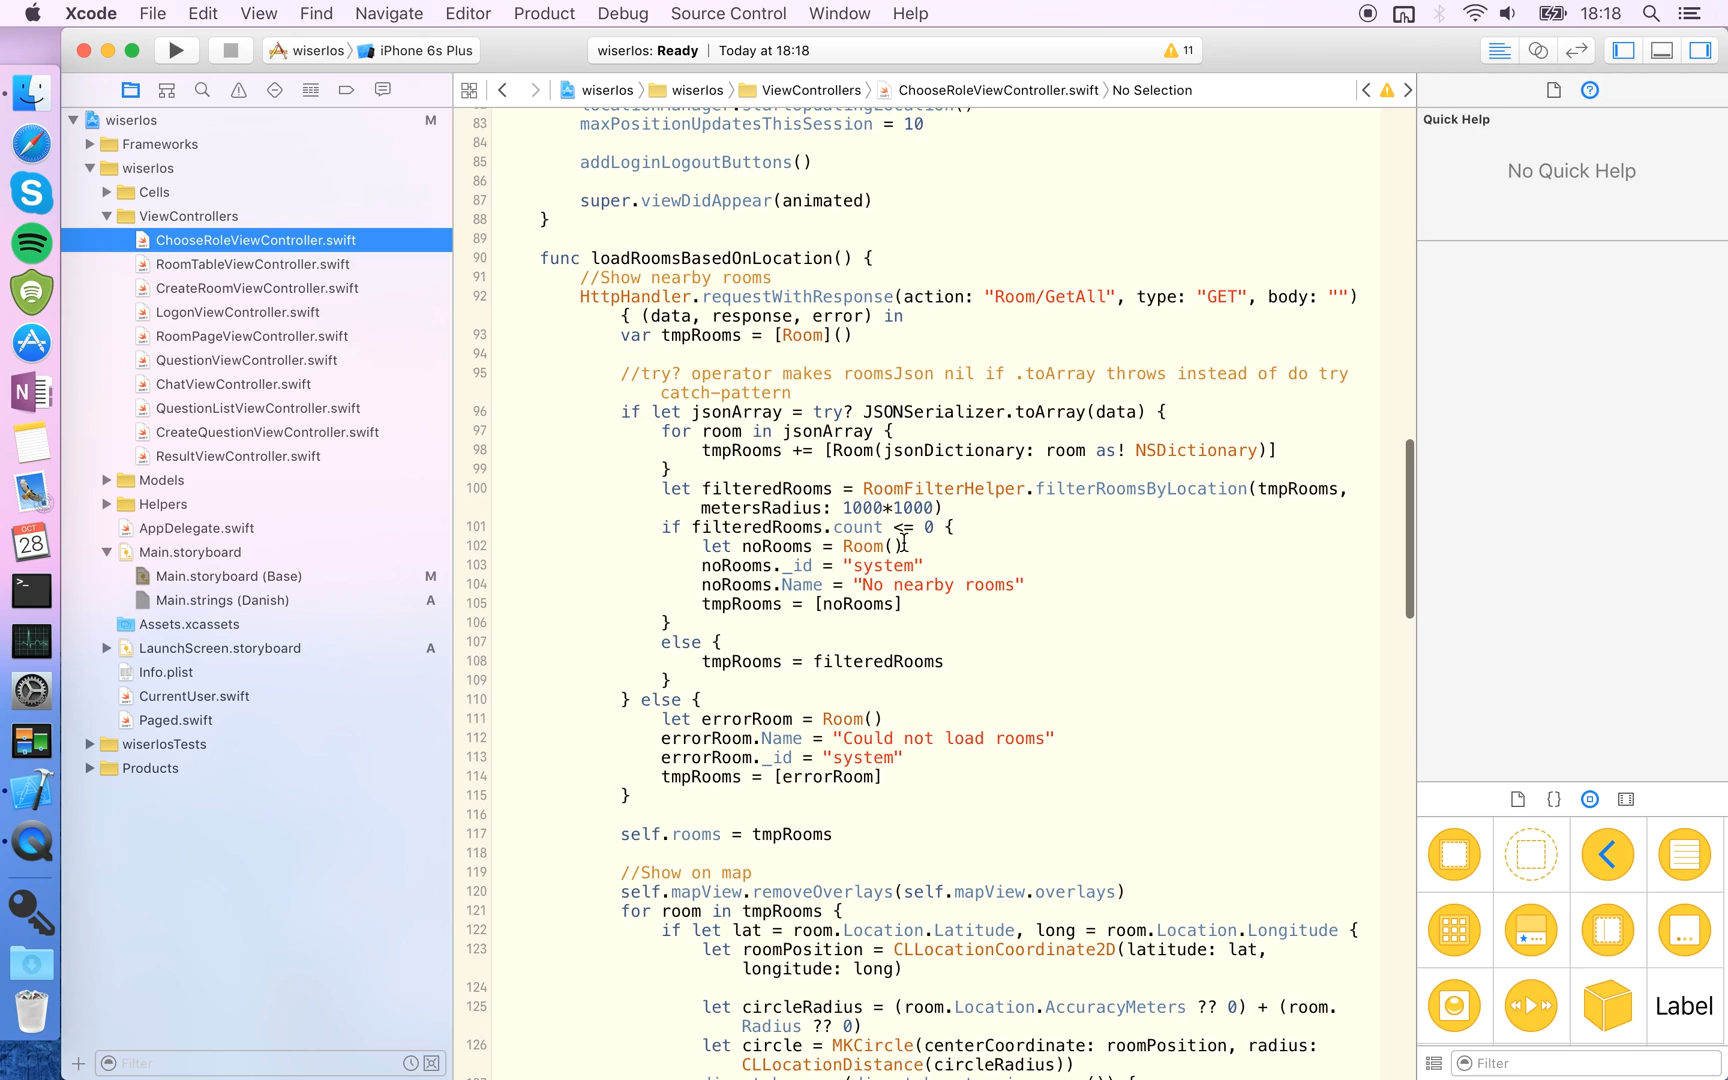 Xcode File Edit View Find Navigate Editor Product Debug Source Control Window Help 18:18
wiserIos iPhone 6s Plus wiserIos: Ready | Today at 18:18 11
wiserIos wiserIos ViewControllers ChooseRoleViewController.swift No Selection
wiserIos M
Frameworks
wiserIos
Cells
ViewControllers
ChooseRoleViewController.swift
RoomTableViewController.swift
CreateRoomViewController.swift
LogonViewController.swift
RoomPageViewController.swift
QuestionViewController.swift
ChatViewController.swift
QuestionListViewController.swift
CreateQuestionViewController.swift
ResultViewController.swift
Models
Helpers
AppDelegate.swift
Main.storyboard
Main.storyboard (Base) M
Main.strings (Danish) A
Assets.xcassets
LaunchScreen.storyboard A
Info.plist
CurrentUser.swift
Paged.swift
wiserIosTests
Products
Filter
OCT
28
82 locationManager.startUpdatingLocation()
83 maxPositionUpdatesThisSession = 10
84
85 addLoginLogoutButtons()
86
87 super.viewDidAppear(animated)
88 }
89
90 func loadRoomsBasedOnLocation() {
91 //Show nearby rooms
92 HttpHandler.requestWithResponse(action: "Room/GetAll", type: "GET", body: "")
{ (data, response, error) in
93 var tmpRooms = [Room]()
94
95 //try? operator makes roomsJson nil if .toArray throws instead of do try
catch-pattern
96 if let jsonArray = try? JSONSerializer.toArray(data) {
97 for room in jsonArray {
98 tmpRooms += [Room(jsonDictionary: room as! NSDictionary)]
99 }
100 let filteredRooms = RoomFilterHelper.filterRoomsByLocation(tmpRooms,
metersRadius: 1000*1000)
101 if filteredRooms.count <= 0 {
102 let noRooms = Room()
103 noRooms._id = "system"
104 noRooms.Name = "No nearby rooms"
105 tmpRooms = [noRooms]
106 }
107 else {
108 tmpRooms = filteredRooms
109 }
110 } else {
111 let errorRoom = Room()
112 errorRoom.Name = "Could not load rooms"
113 errorRoom._id = "system"
114 tmpRooms = [errorRoom]
115 }
116
117 self.rooms = tmpRooms
118
119 //Show on map
120 self.mapView.removeOverlays(self.mapView.overlays)
121 for room in tmpRooms {
122 if let lat = room.Location.Latitude, long = room.Location.Longitude {
123 let roomPosition = CLLocationCoordinate2D(latitude: lat,
longitude: long)
124
125 let circleRadius = (room.Location.AccuracyMeters ?? 0) + (room.
Radius ?? 0)
126 let circle = MKCircle(centerCoordinate: roomPosition, radius:
CLLocationDistance(circleRadius))
Quick Help
No Quick Help
Label
Filter